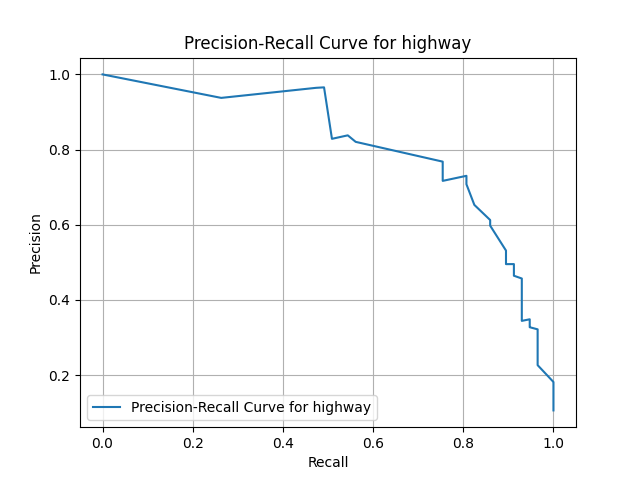 Precision-Recall Curve for highway
1.0
0.8
0.6
0.4
0.2
Precision
Precision-Recall Curve for highway
0.0 0.2 0.4 0.6 0.8 1.0
Recall